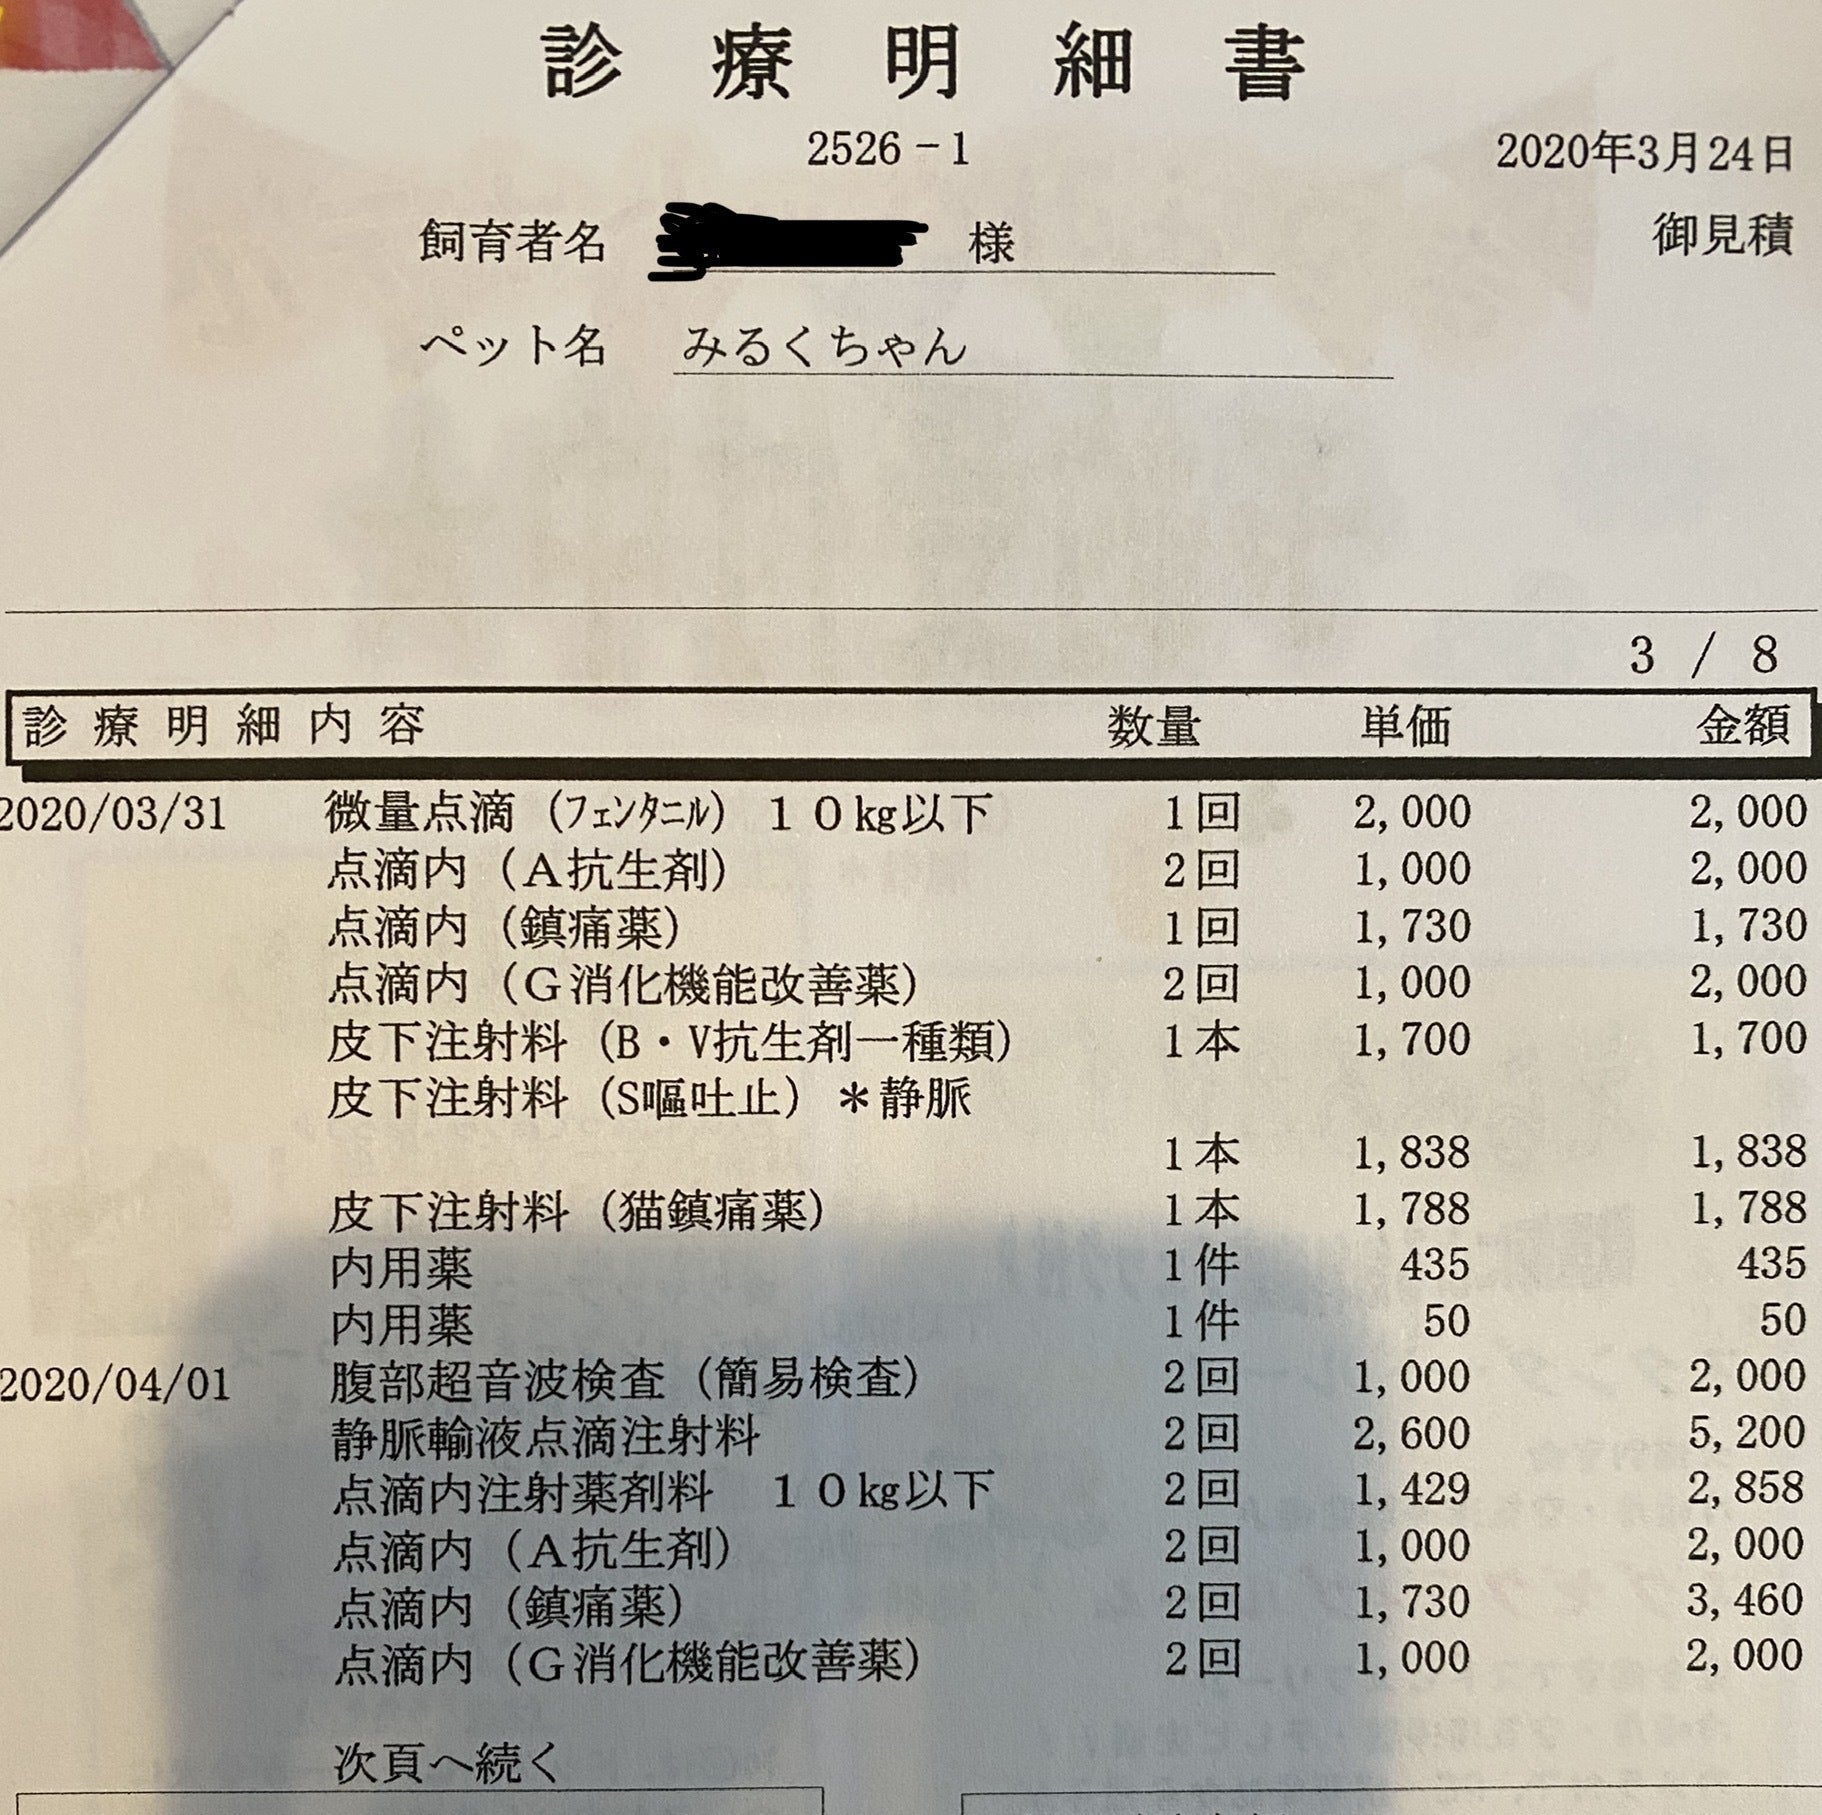 診療明細書
2526－1
2020年3月24日
飼育者名 様
御見積
ペット名 みるくちゃん
3 / 8
診療明細内容 数量 単価 金額
2020/03/31 微量点滴（ﾌｪﾝﾀﾆﾙ）１０㎏以下 1回 2,000 2,000
点滴内（Ａ抗生剤） 2回 1,000 2,000
点滴内（鎮痛薬） 1回 1,730 1,730
点滴内（Ｇ消化機能改善薬） 2回 1,000 2,000
皮下注射料（B・V抗生剤一種類） 1本 1,700 1,700
皮下注射料（S嘔吐止）＊静脈
1本 1,838 1,838
皮下注射料（猫鎮痛薬） 1本 1,788 1,788
内用薬 1件 435 435
内用薬 1件 50 50
2020/04/01 腹部超音波検査（簡易検査） 2回 1,000 2,000
静脈輸液点滴注射料 2回 2,600 5,200
点滴内注射薬剤料　１０㎏以下 2回 1,429 2,858
点滴内（Ａ抗生剤） 2回 1,000 2,000
点滴内（鎮痛薬） 2回 1,730 3,460
点滴内（Ｇ消化機能改善薬） 2回 1,000 2,000
次頁へ続く